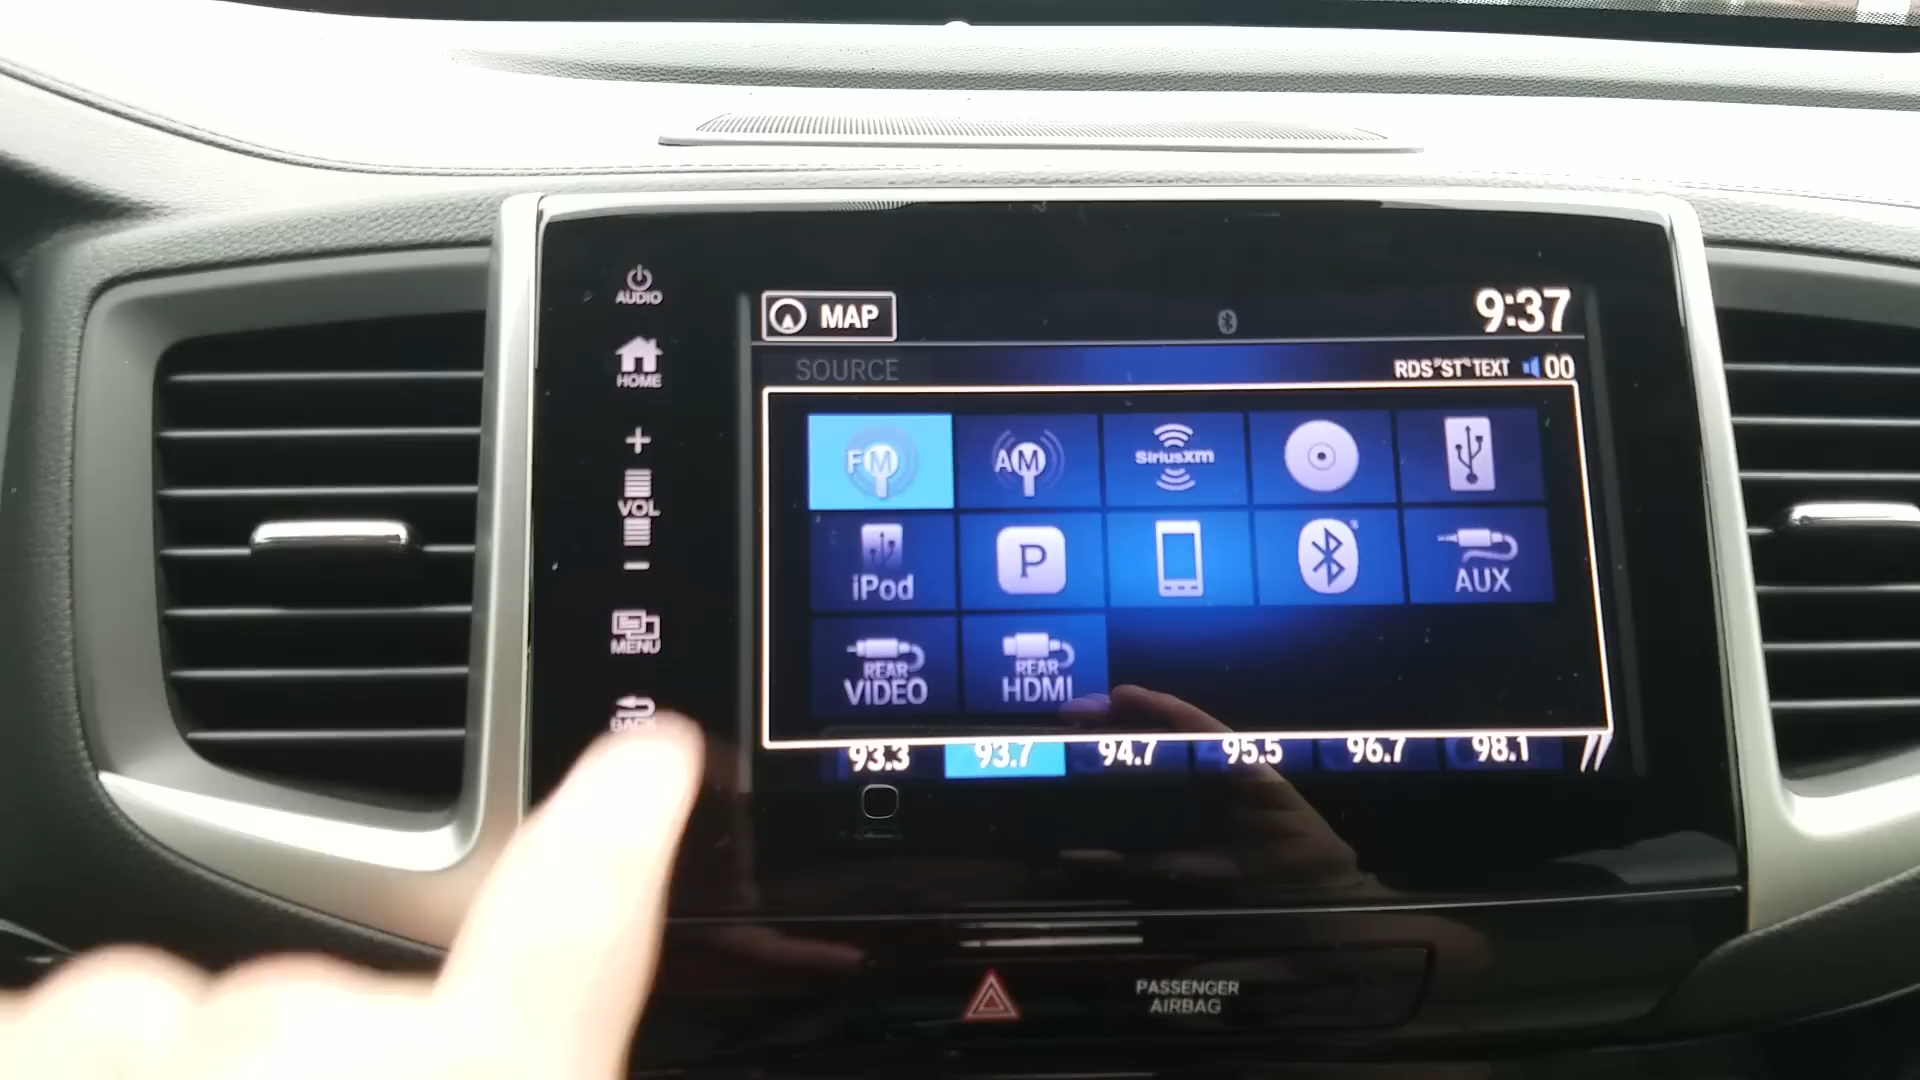 AUDIO
HOME
+
VOL
−
MENU
BACK
MAP
9:37
SOURCE
RDS "ST" TEXT 00
FM
AM
SiriusXM
iPod
P
AUX
REAR
VIDEO
REAR
HDMI
93.3 93.7 94.7 95.5 96.7 98.1
PASSENGER
AIRBAG